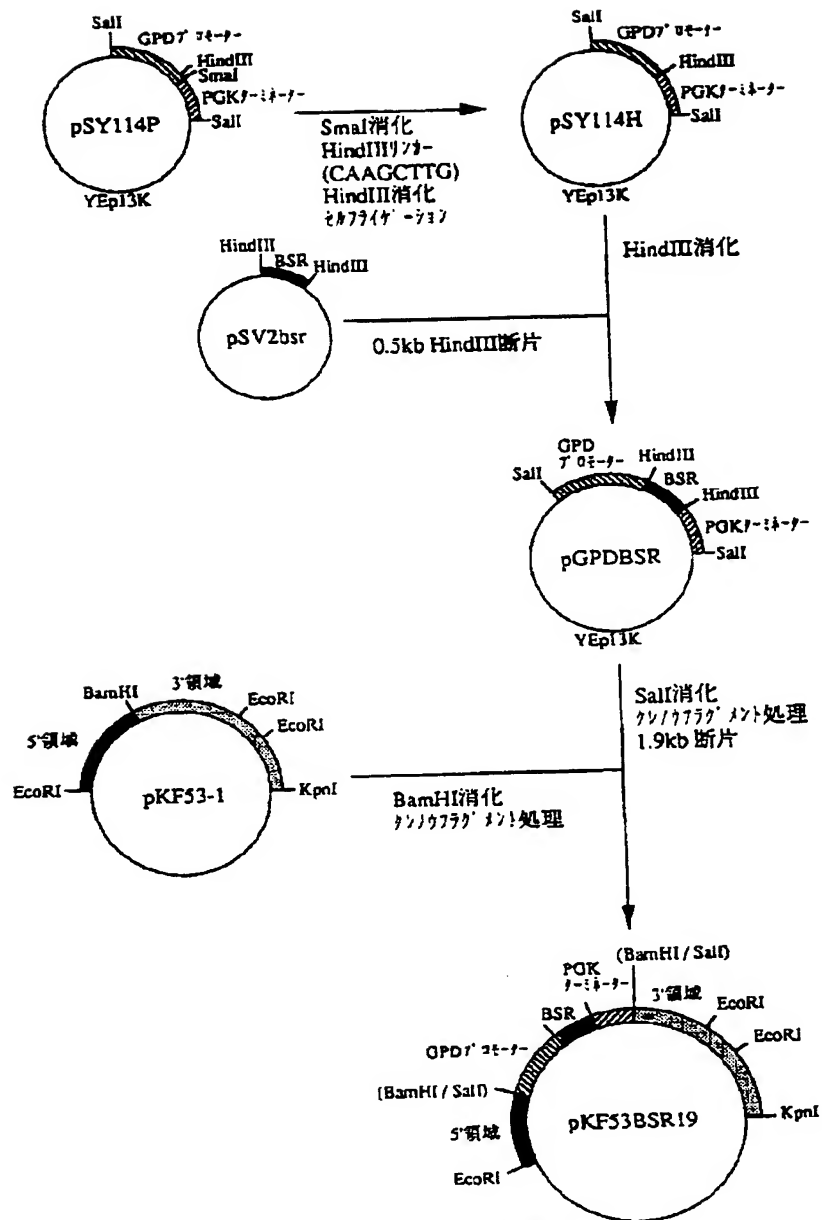 SalI
GPDプロモーター
HindIII
SmaI
PGKターミネーター
SalI
pSY114P
YEp13K
SmaI消化
HindIIIリンカー
(CAAGCTTG)
HindIII消化
セルフライゲーション
SalI
GPDプロモーター
HindIII
PGKターミネーター
SalI
pSY114H
YEp13K
HindIII消化
HindIII
BSR
HindIII
pSV2bsr
0.5kb HindIII断片
GPD
プロモーター
SalI
HindIII
BSR
HindIII
PGKターミネーター
SalI
pGPDBSR
YEp13K
SalI消化
クレノウフラグメント処理
1.9kb 断片
BamHI
3'領域
EcoRI
EcoRI
5'領域
EcoRI
KpnI
pKF53-1
BamHI消化
クレノウフラグメント処理
(BamHI / SalI)
PGK
ターミネーター
3'領域
BSR
EcoRI
EcoRI
GPDプロモーター
(BamHI / SalI)
KpnI
5'領域
pKF53BSR19
EcoRI